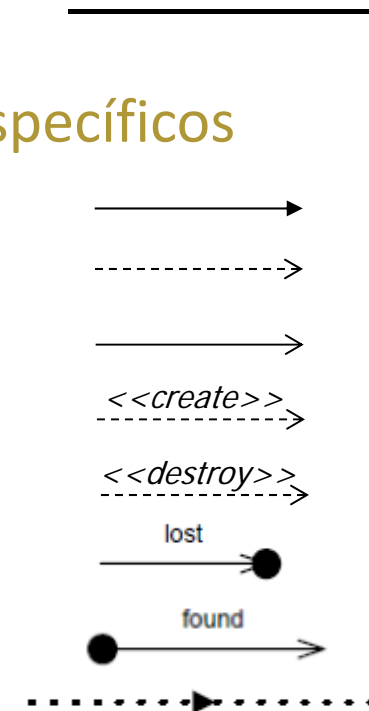 specíficos
<<create>>
<<destroy>>
lost
found